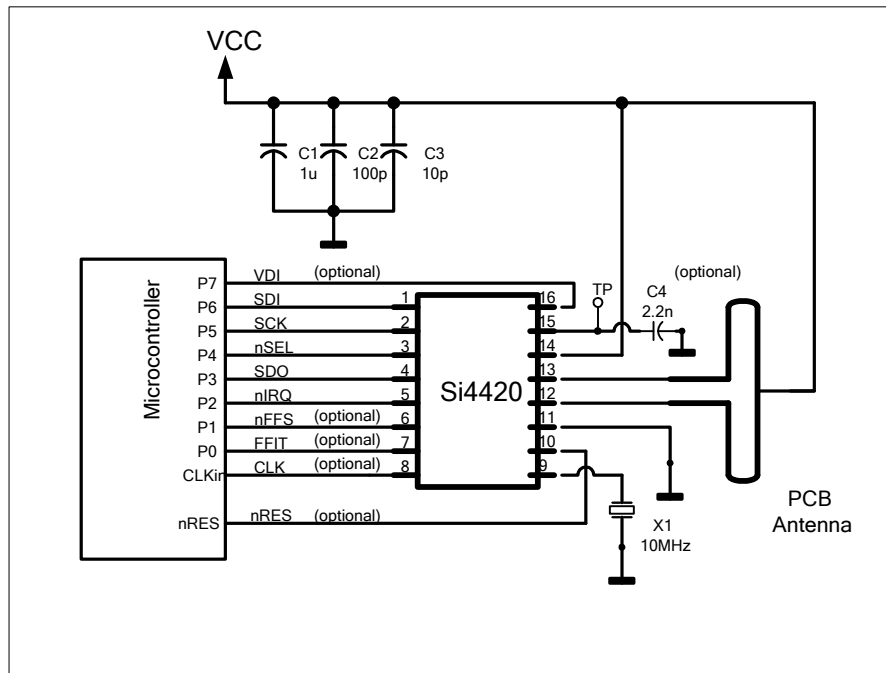 VCC
C1
1u
C2
100p
C3
10p
Microcontroller
P7 VDI (optional)
P6 SDI
P5 SCK
P4 nSEL
P3 SDO
P2 nIRQ
P1 nFFS (optional)
P0 FFIT (optional)
CLKin CLK (optional)
nRES nRES (optional)
1
2
3
4
5
6
7
8
Si4420
16
15
14
13
12
11
10
9
TP
C4
2.2n
(optional)
X1
10MHz
PCB
Antenna